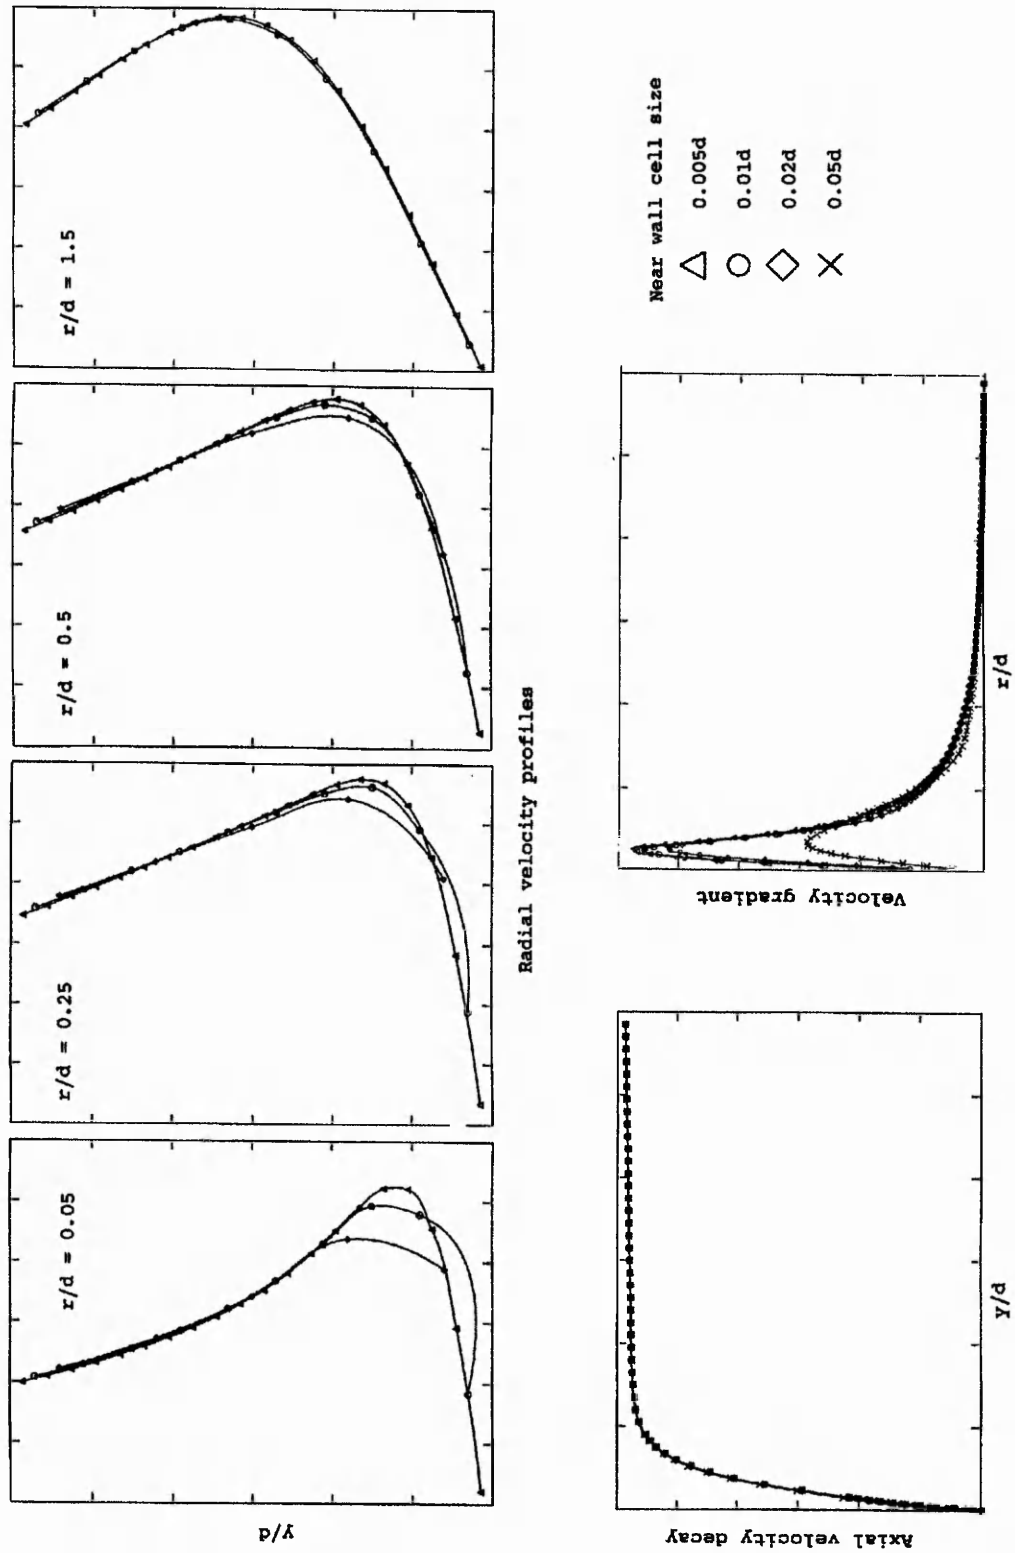 r/d = 0.05
r/d = 0.25
r/d = 0.5
r/d = 1.5
y/d
Radial velocity profiles
Axial velocity decay
y/d
Velocity gradient
r/d
Near wall cell size
0.005d
0.01d
0.02d
0.05d